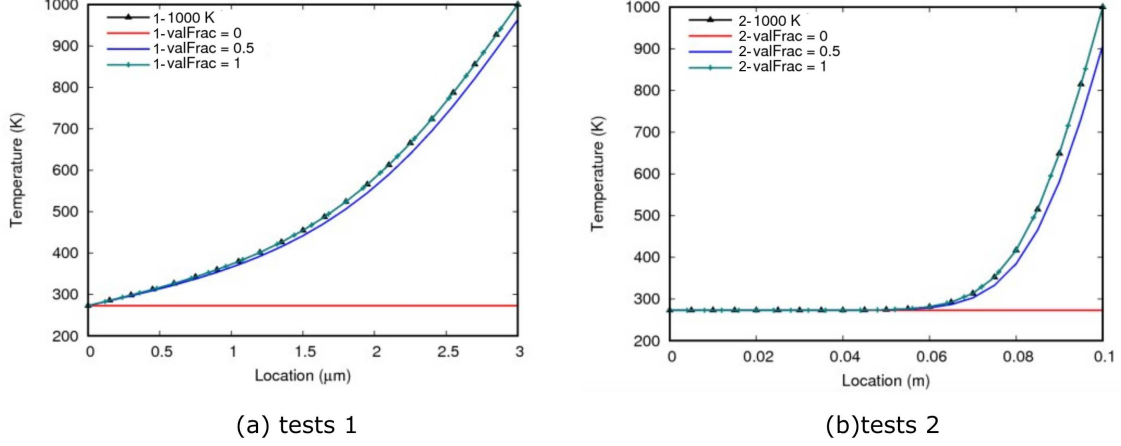 1-1000 K
1-valFrac = 0
1-valFrac = 0.5
1-valFrac = 1
1000
900
800
700
600
500
400
300
200
Temperature (K)
0 0.5 1 1.5 2 2.5 3
Location (μm)
(a) tests 1
2-1000 K
2-valFrac = 0
2-valFrac = 0.5
2-valFrac = 1
1000
900
800
700
600
500
400
300
200
Temperature (K)
0 0.02 0.04 0.06 0.08 0.1
Location (m)
(b)tests 2